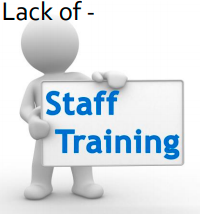 Lack of -
Staff
Training